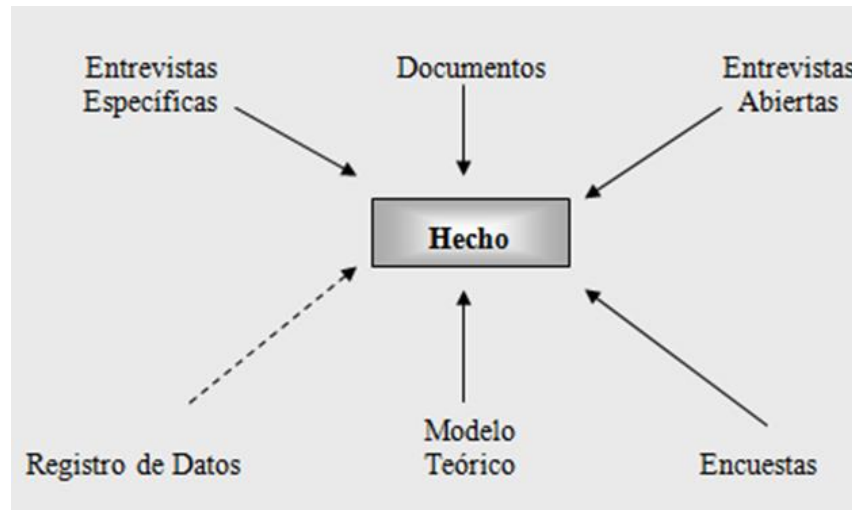 Entrevistas
Específicas
Documentos
Entrevistas
Abiertas
Hecho
Registro de Datos
Modelo
Teórico
Encuestas